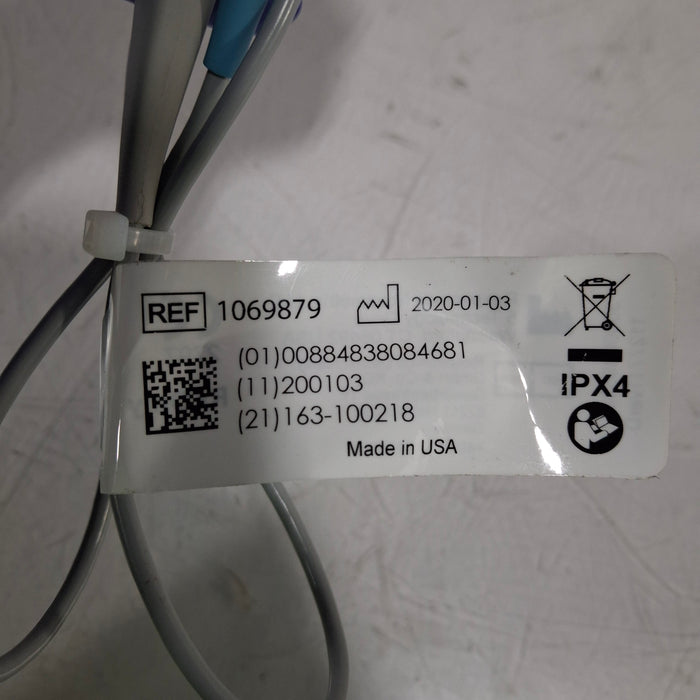 REF 1069879 2020-01-03
(01)00884838084681
(11)200103
(21)163-100218
Made in USA
IPX4